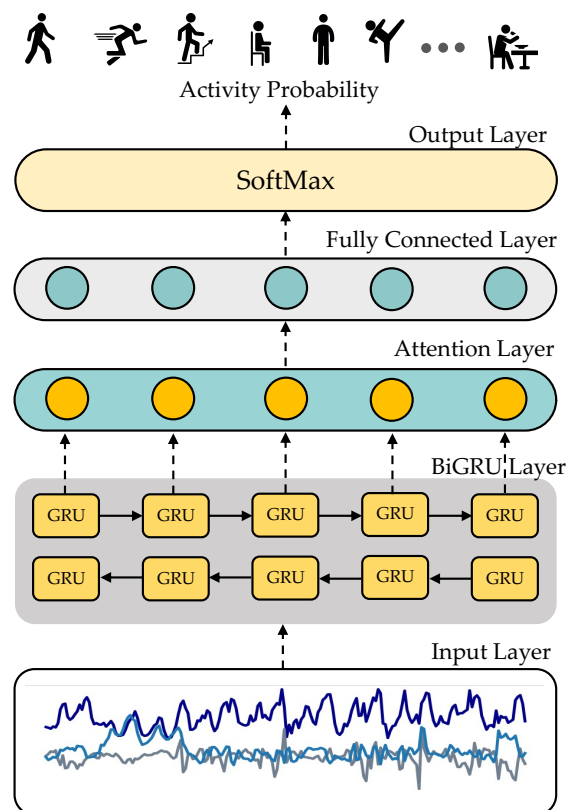 Activity Probability
Output Layer
SoftMax
Fully Connected Layer
Attention Layer
BiGRU Layer
GRU GRU GRU GRU GRU
GRU GRU GRU GRU GRU
Input Layer